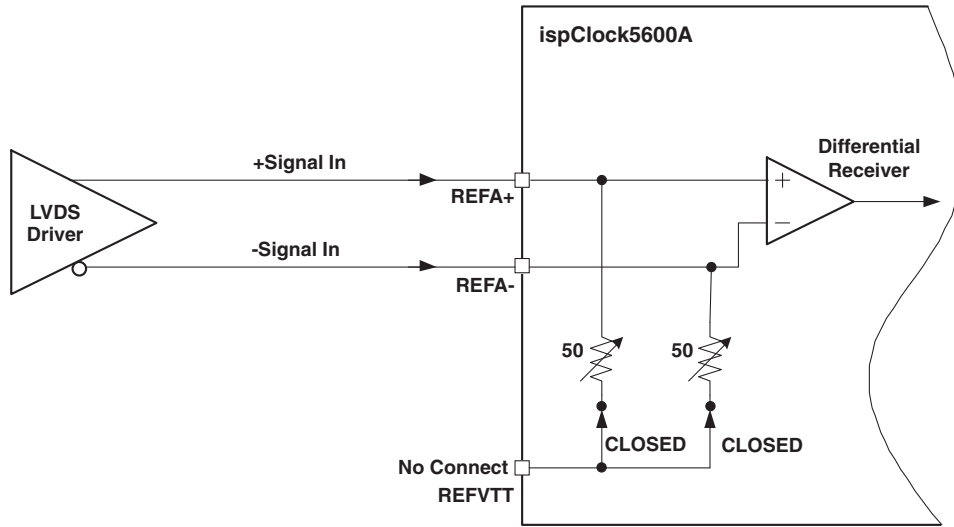 ispClock5600A
+Signal In
Differential
Receiver
REFA+
+
LVDS
Driver
-Signal In
−
REFA-
50
50
CLOSED
CLOSED
No Connect
REFVTT